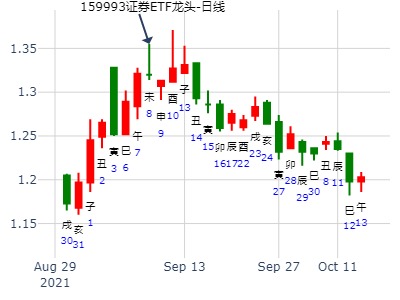 159993证券ETF龙头-日线
1.35
1.3
1.25
1.2
1.15
戌
30
亥
31
子
1
丑
2
寅
3
巳
6
午
7
未
8
申
9
酉
10
子
13
丑
14
寅
15
卯
16
辰
17
酉
22
戌
23
亥
24
寅
27
卯
28
辰
29
巳
30
丑
8
辰
11
巳
12
午
13
Aug 29
2021
Sep 13
Sep 27
Oct 11